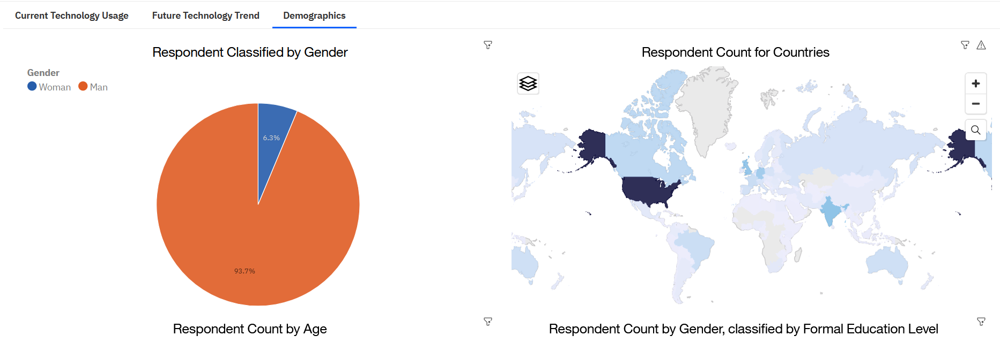 Current Technology Usage
Future Technology Trend
Demographics
Respondent Classified by Gender
Gender
Woman
Man
6.3%
93.7%
Respondent Count for Countries
Respondent Count by Age
Respondent Count by Gender, classified by Formal Education Level